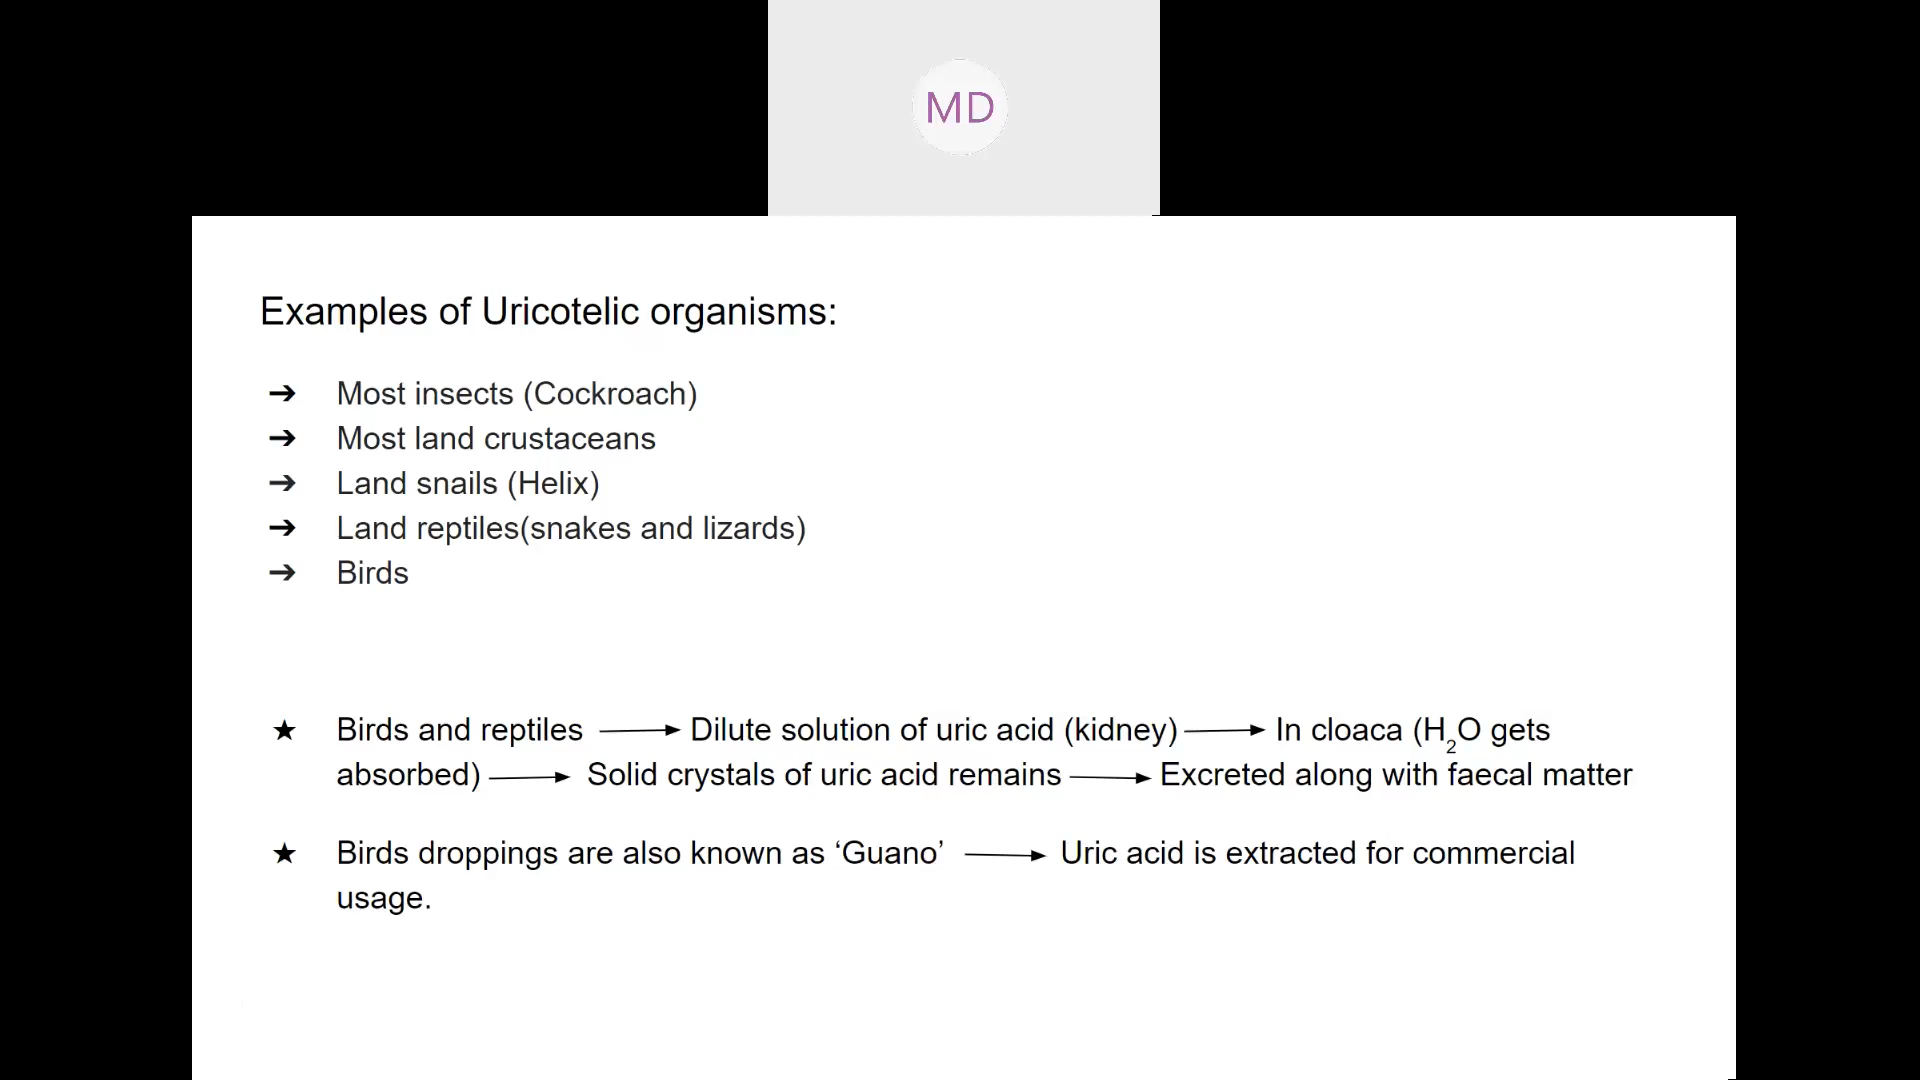 MD
Examples of Uricotelic organisms:
➔ Most insects (Cockroach)
➔ Most land crustaceans
➔ Land snails (Helix)
➔ Land reptiles(snakes and lizards)
➔ Birds
★ Birds and reptiles ⟶ Dilute solution of uric acid (kidney) ⟶ In cloaca (H₂O gets
absorbed) ⟶ Solid crystals of uric acid remains ⟶ Excreted along with faecal matter
★ Birds droppings are also known as ‘Guano’ ⟶ Uric acid is extracted for commercial
usage.